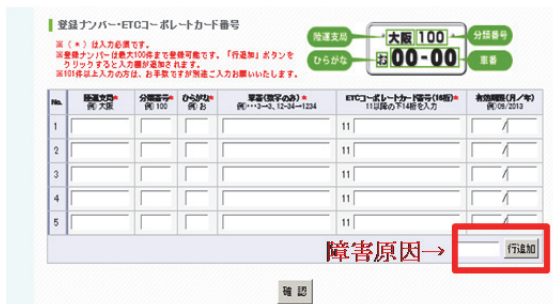 登録ナンバー・ETCコーポレートカード番号
※（*）は入力必須です。
※登録ナンバーは最大100件まで登録可能です。「行追加」ボタンを
クリックすると入力欄が追加されます。
※101件以上入力の方は、お手数ですが別途ご入力お願いいたします。
陸運支局
大阪 100
分類番号
ひらがな
お 00-00
車番
No.
陸運支局*
例) 大阪
分類番号*
例) 100
ひらがな*
例) お
車番(数字のみ)*
例)・・・3→3、12-34→1234
ETCコーポレートカード番号(16桁)*
11以降の下14桁を入力
有効期限(月/年)
例)09/2013
1 11 /
2 11 /
3 11 /
4 11 /
5 11 /
障害原因→
行追加
確認